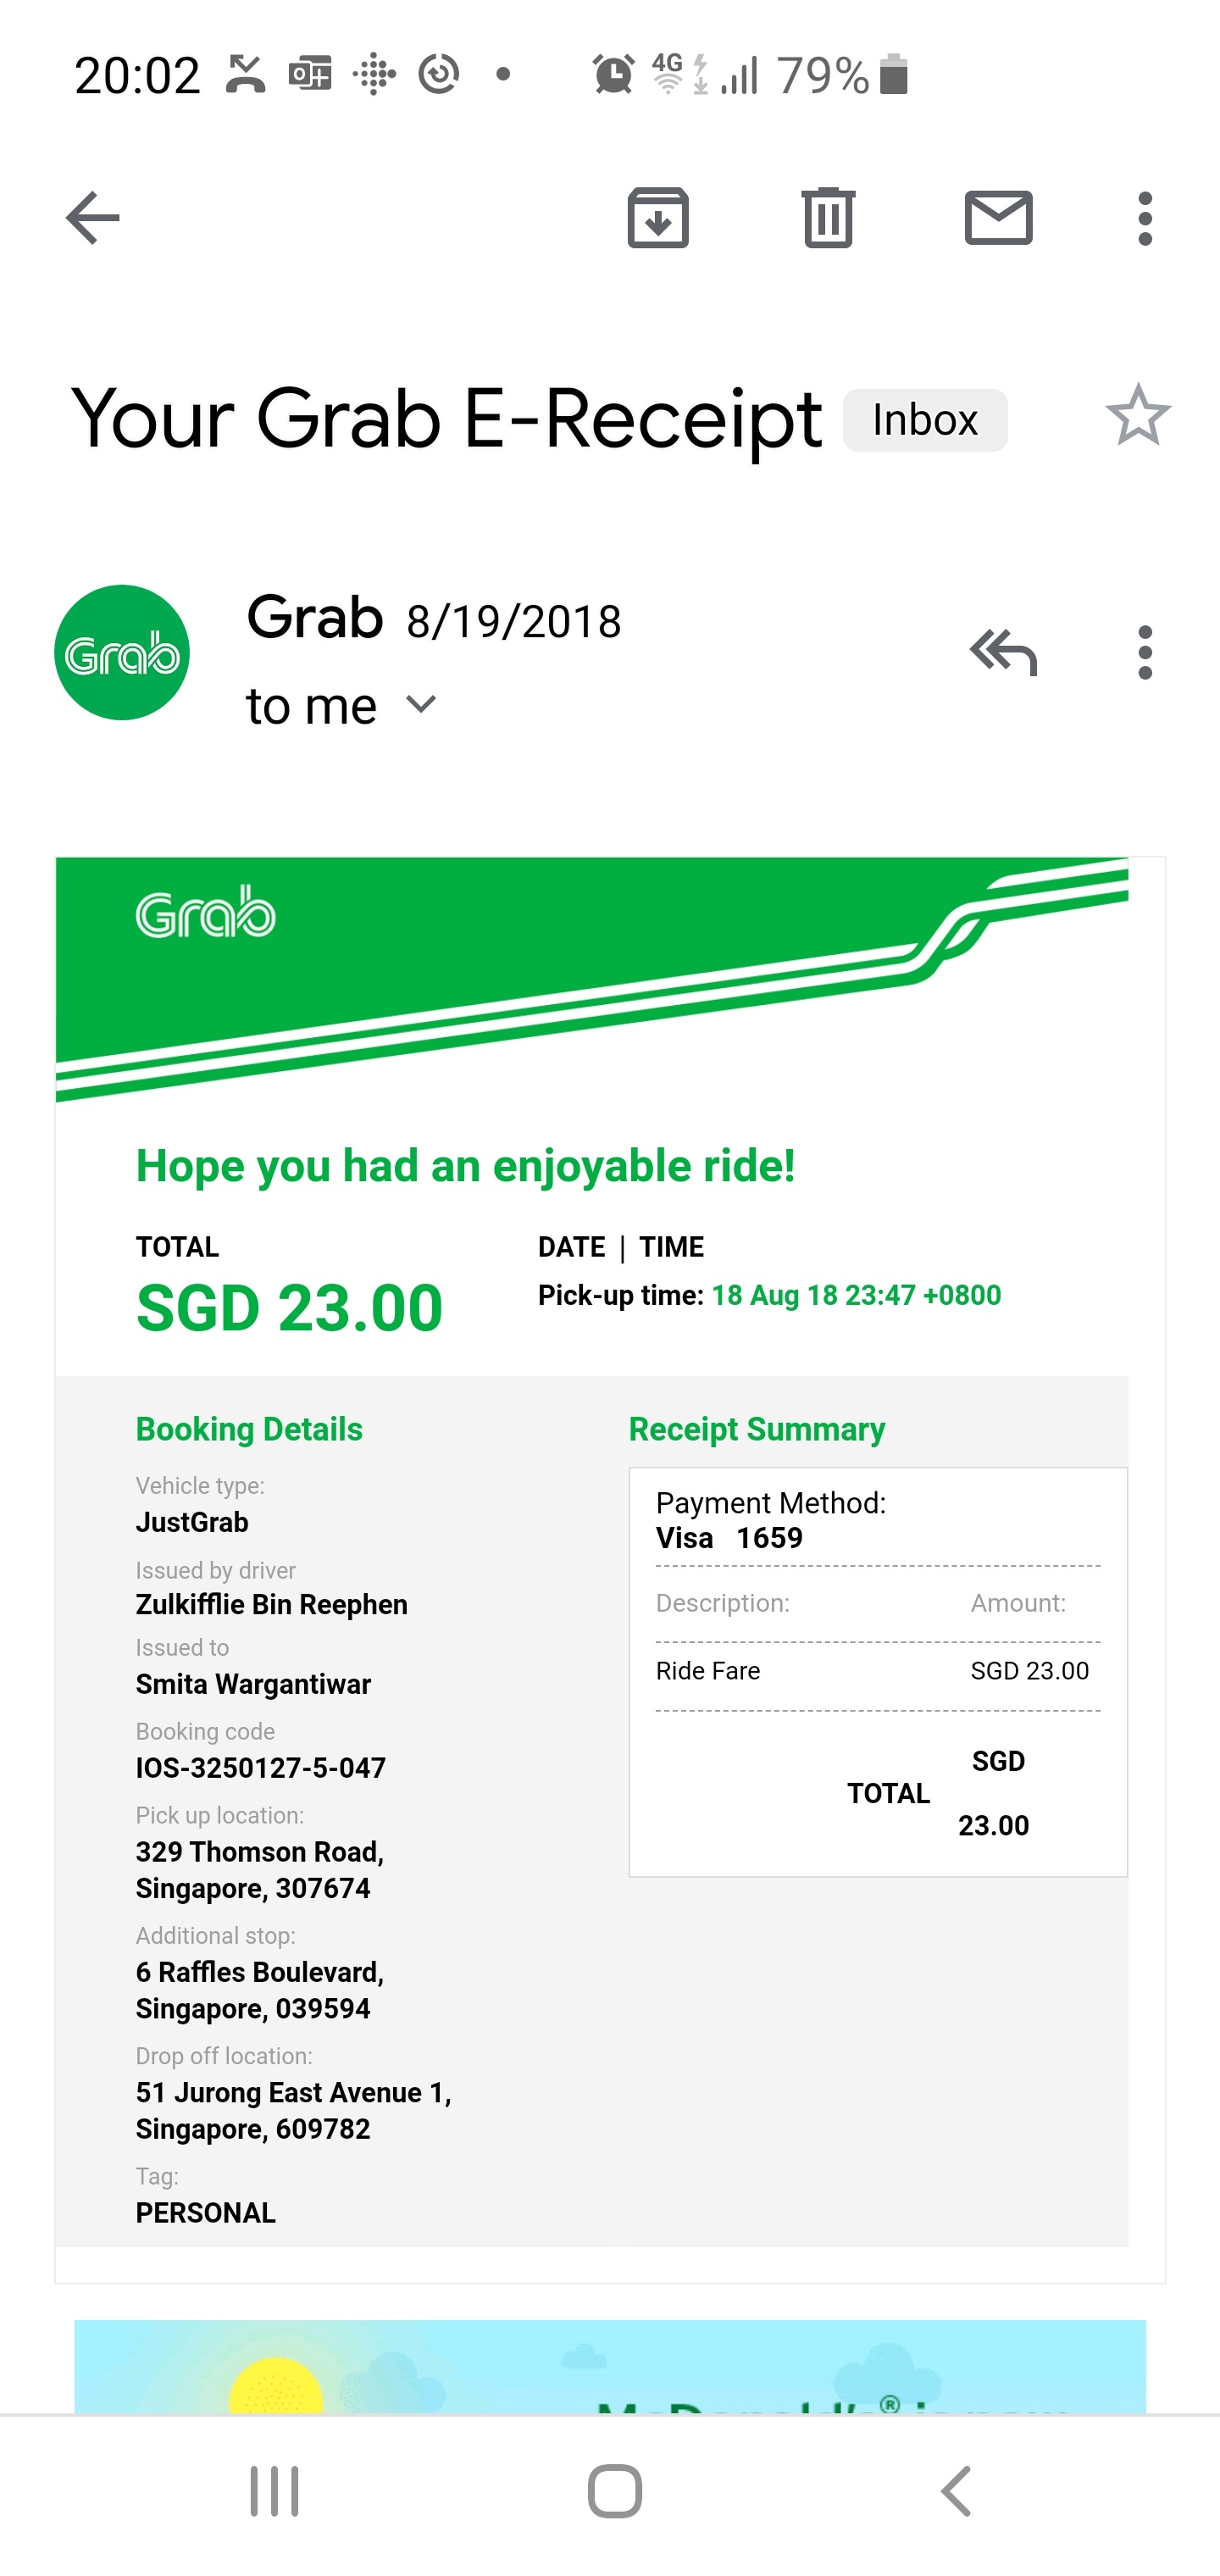 20:02 4G 79%
Your Grab E-Receipt Inbox
Grab
Grab 8/19/2018
to me
Grab
Hope you had an enjoyable ride!
TOTAL
SGD 23.00
DATE | TIME
Pick-up time: 18 Aug 18 23:47 +0800
Booking Details
Vehicle type:
JustGrab
Issued by driver
Zulkifflie Bin Reephen
Issued to
Smita Wargantiwar
Booking code
IOS-3250127-5-047
Pick up location:
329 Thomson Road,
Singapore, 307674
Additional stop:
6 Raffles Boulevard,
Singapore, 039594
Drop off location:
51 Jurong East Avenue 1,
Singapore, 609782
Tag:
PERSONAL
Receipt Summary
Payment Method:
Visa 1659
Description: Amount:
Ride Fare SGD 23.00
TOTAL SGD
23.00
McDonald's®